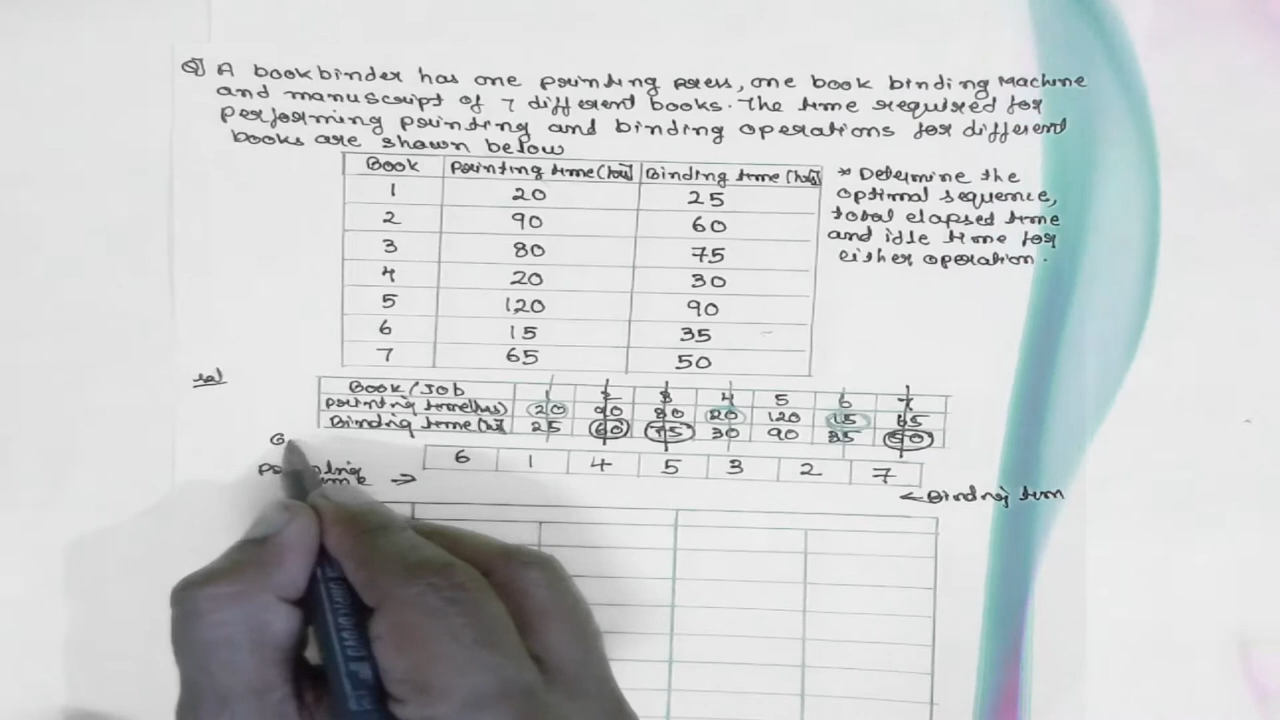 Q] A bookbinder has one printing press, one book binding Machine
and manuscript of 7 different books. The time required for
performing printing and binding operations for different
books are shown below
Book Printing time (hrs) Binding time (hrs)
1 20 25
2 90 60
3 80 75
4 20 30
5 120 90
6 15 35
7 65 50
* Determine the
optimal sequence,
total elapsed time
and idle time for
either operation.
Sol
Book / Job 1 2 3 4 5 6 7
Printing time (hrs) 20 90 80 20 120 15 65
Binding time (hrs) 25 60 75 30 90 35 50
6 1 4 5 3 2 7
→
← Binding time